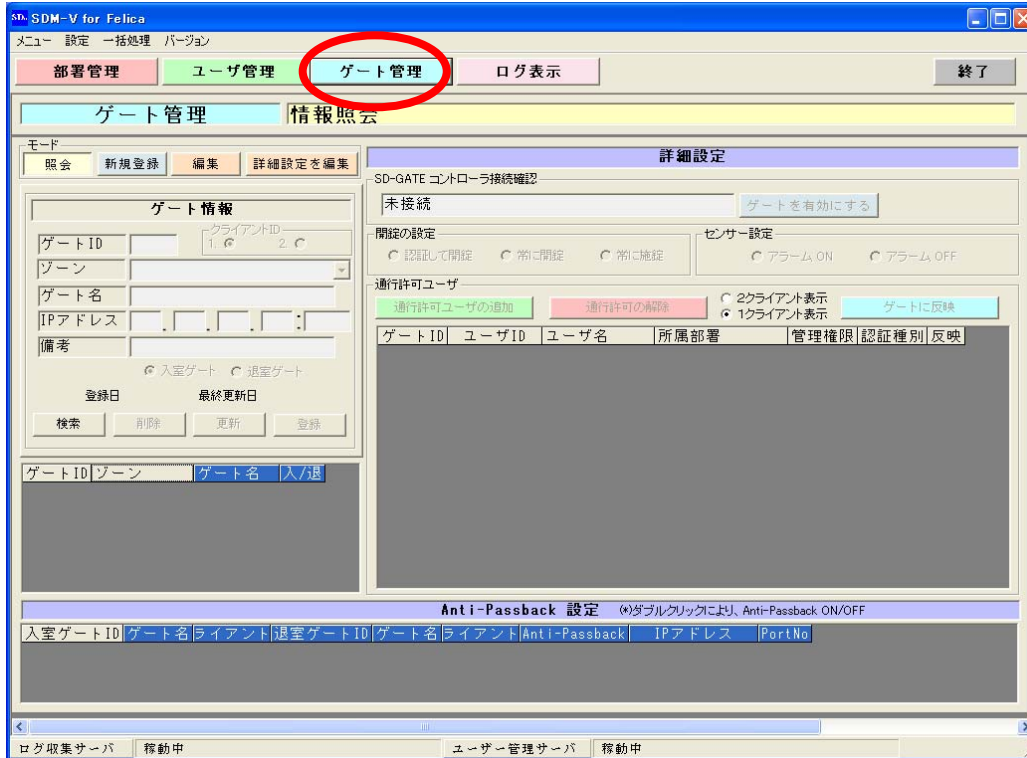 SDM-V for Felica
メニュー 設定 一括処理 バージョン
部署管理 ユーザ管理 ゲート管理 ログ表示 終了
ゲート管理 情報照会
モード
照会 新規登録 編集 詳細設定を編集
ゲート情報
クライアントID
ゲートID 1. 2.
ゾーン
ゲート名
IPアドレス . . . :
備考
入室ゲート 退室ゲート
登録日 最終更新日
検索 削除 更新 登録
ゲートID ゾーン ゲート名 入/退
詳細設定
SD-GATE コントローラ接続確認
未接続 ゲートを有効にする
開錠の設定 センサー設定
認証して開錠 常に開錠 常に施錠 アラーム ON アラーム OFF
通行許可ユーザ
通行許可ユーザの追加 通行許可の解除 2クライアント表示 ゲートに反映
1クライアント表示
ゲートID ユーザID ユーザ名 所属部署 管理権限 認証種別 反映
Anti-Passback 設定 (*)ダブルクリックにより、Anti-Passback ON/OFF
入室ゲートID ゲート名 ライアント 退室ゲートID ゲート名 ライアント Anti-Passback IPアドレス PortNo
ログ収集サーバ 稼動中 ユーザー管理サーバ 稼動中